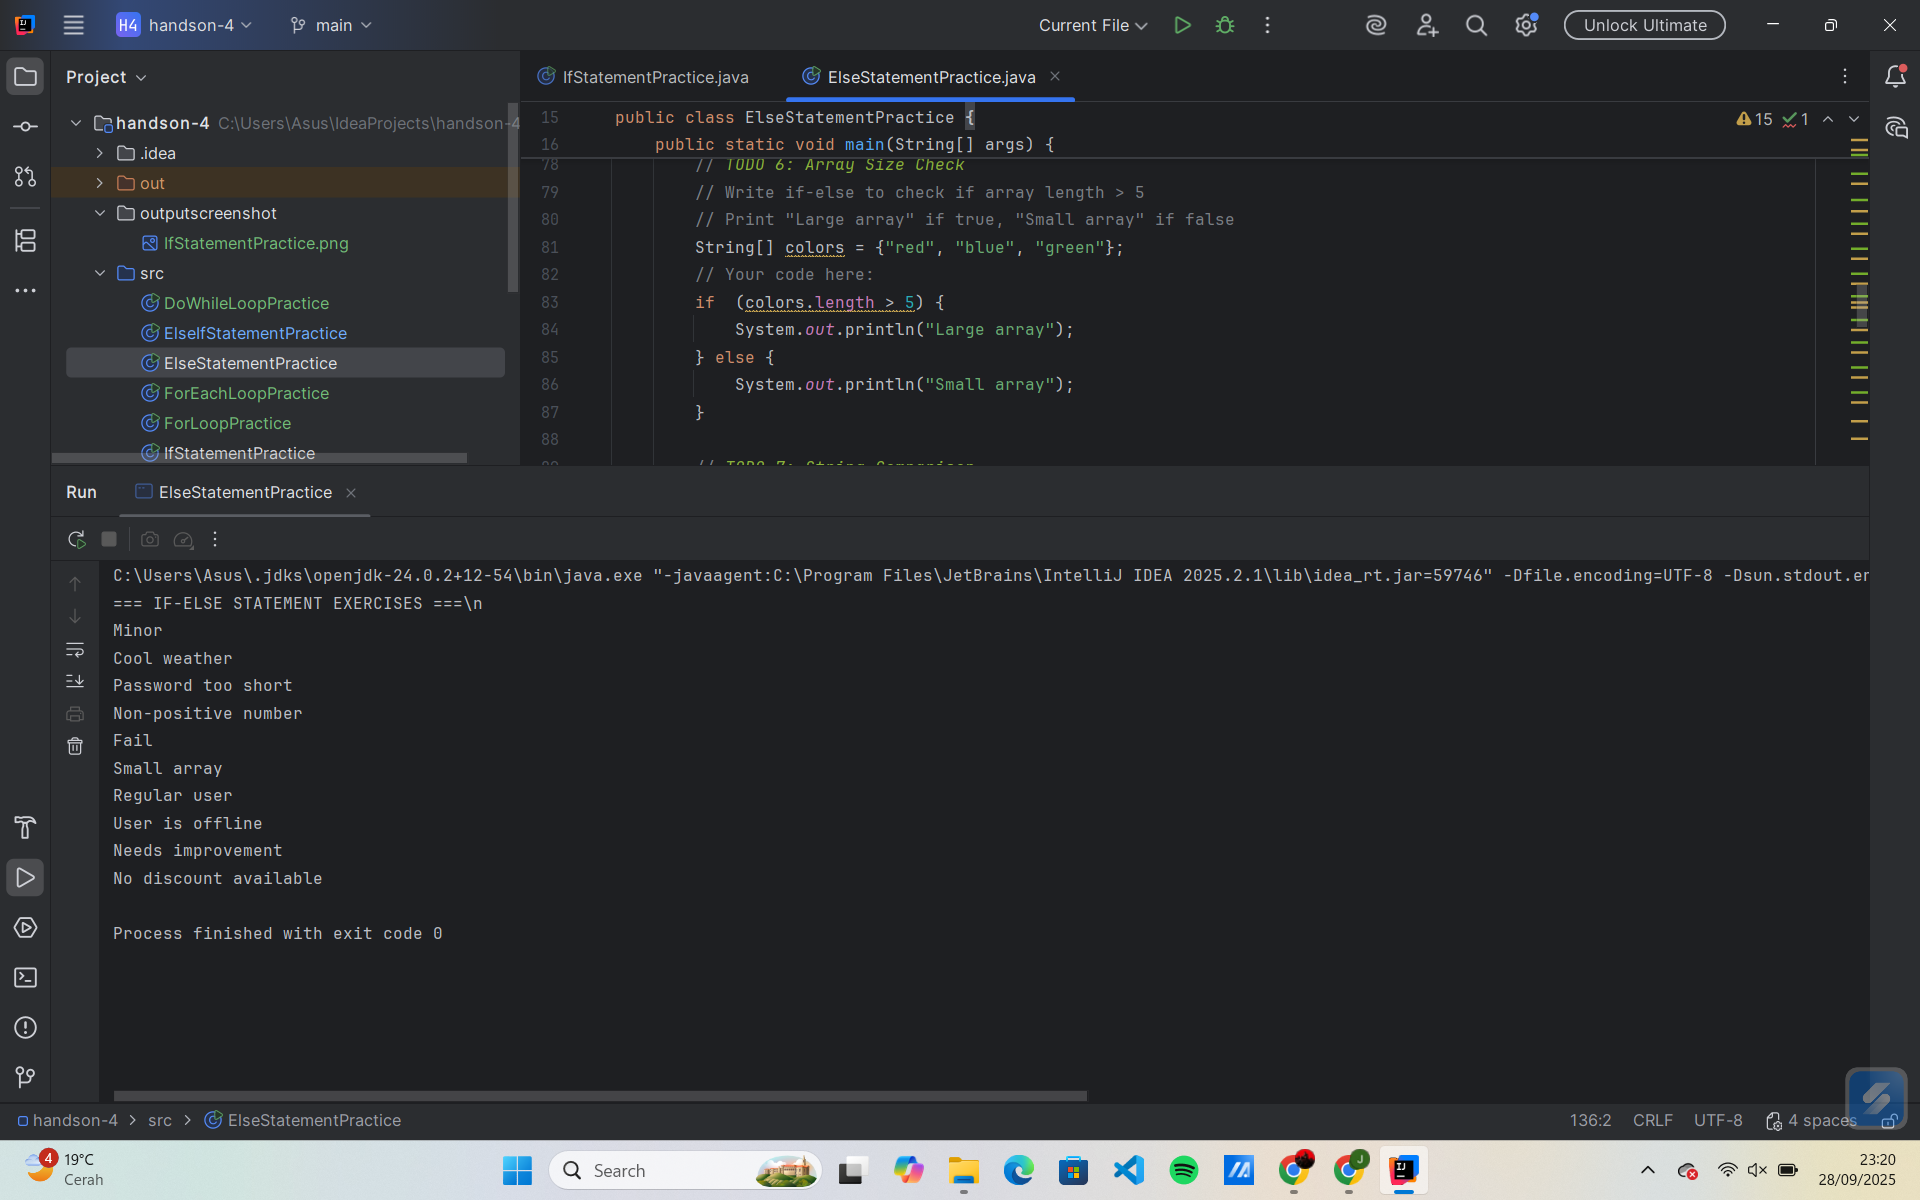 H4 handson-4
main
Current File
Unlock Ultimate
Project
IfStatementPractice.java
ElseStatementPractice.java
handson-4 C:\Users\Asus\IdeaProjects\handson-4
.idea
out
outputscreenshot
IfStatementPractice.png
src
DoWhileLoopPractice
ElseIfStatementPractice
ElseStatementPractice
ForEachLoopPractice
ForLoopPractice
IfStatementPractice
15 1
15 public class ElseStatementPractice {
16 public static void main(String[] args) {
78 // TODO 6: Array Size Check
79 // Write if-else to check if array length > 5
80 // Print "Large array" if true, "Small array" if false
81 String[] colors = {"red", "blue", "green"};
82 // Your code here:
83 if  (colors.length > 5) {
84 System.out.println("Large array");
85 } else {
86 System.out.println("Small array");
87 }
88
// TODO 7: String Comparison
Run
ElseStatementPractice
C:\Users\Asus\.jdks\openjdk-24.0.2+12-54\bin\java.exe "-javaagent:C:\Program Files\JetBrains\IntelliJ IDEA 2025.2.1\lib\idea_rt.jar=59746" -Dfile.encoding=UTF-8 -Dsun.stdout.er
=== IF-ELSE STATEMENT EXERCISES ===\n
Minor
Cool weather
Password too short
Non-positive number
Fail
Small array
Regular user
User is offline
Needs improvement
No discount available
Process finished with exit code 0
handson-4 > src > ElseStatementPractice
136:2 CRLF UTF-8 4 spaces
4
19°C
Cerah
Search
23:20
28/09/2025